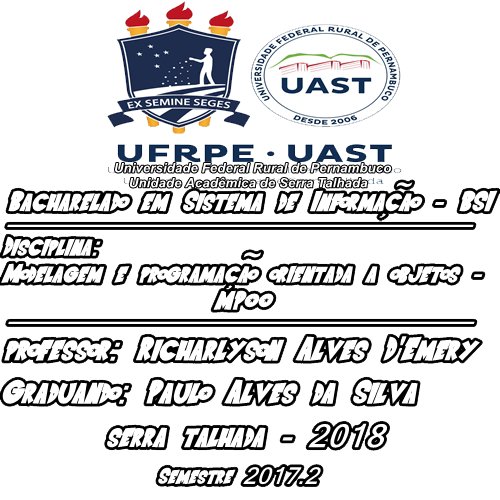 EX SEMINE SEGES
UNIVERSIDADE FEDERAL RURAL DE PERNAMBUCO
UAST
DESDE 2006
UFRPE · UAST
Universidade Federal Rural de Pernambuco
Unidade Acadêmica de Serra Talhada
Bacharelado em Sistema de Informação - BSI
Disciplina:
Modelagem e programação orientada a objetos -
MPOO
professor: Richarlyson Alves D'Emery
Graduando: Paulo Alves da Silva
serra talhada - 2018
Semestre 2017.2